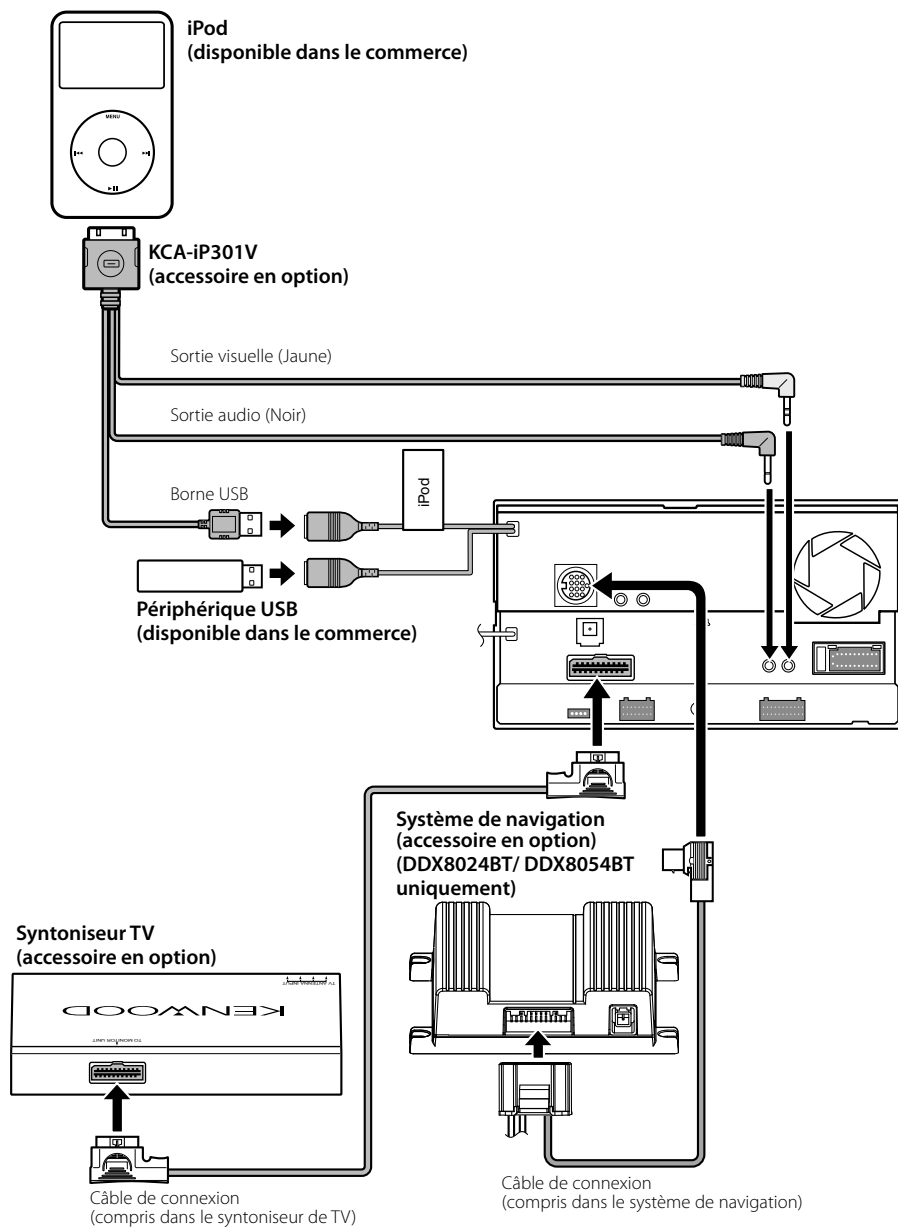 iPod
(disponible dans le commerce)
MENU
KCA-iP301V
(accessoire en option)
Sortie visuelle (Jaune)
Sortie audio (Noir)
iPod
Borne USB
Périphérique USB
(disponible dans le commerce)
Système de navigation
(accessoire en option)
(DDX8024BT/ DDX8054BT
uniquement)
Syntoniseur TV
(accessoire en option)
TV ANTENNA INPUT
KENWOOD
TO MONITOR UNIT
Câble de connexion
(compris dans le système de navigation)
Câble de connexion
(compris dans le syntoniseur de TV)